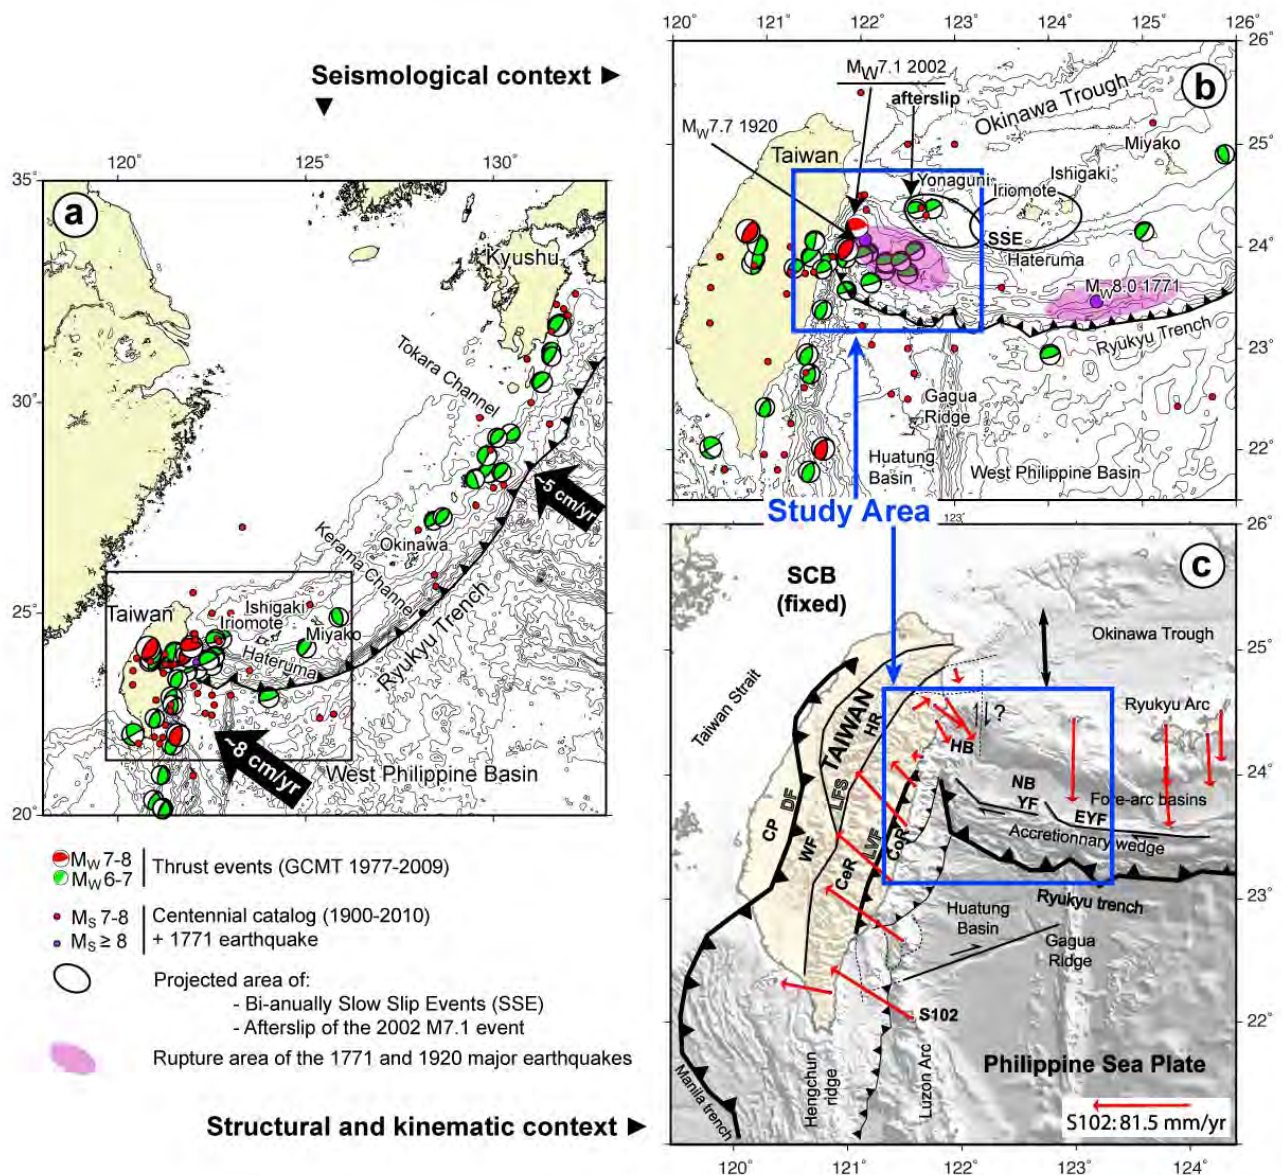 Seismological context ►
▼
120° 125° 130°
35°
30°
25°
20°
a
Kyushu
Tokara Channel
~5 cm/yr
Okinawa
Kerama Channel
Ryukyu Trench
Taiwan
Ishigaki
Iriomote
Miyako
Hateruma
~8 cm/yr
West Philippine Basin
MW 7-8
MW 6-7
Thrust events (GCMT 1977-2009)
MS 7-8
MS ≥ 8
Centennial catalog (1900-2010)
+ 1771 earthquake
Projected area of:
- Bi-anually Slow Slip Events (SSE)
- Afterslip of the 2002 M7.1 event
Rupture area of the 1771 and 1920 major earthquakes
Structural and kinematic context ►
120° 121° 122° 123° 124° 125° 126°
26°
25°
24°
23°
22°
b
MW7.1 2002
afterslip
MW7.7 1920
Okinawa Trough
Miyako
Taiwan
Ishigaki
Yonaguni
Iriomote
SSE
Hateruma
MW8.0 1771
Ryukyu Trench
Gagua
Ridge
Huatung
Basin
West Philippine Basin
Study Area
123°
26°
25°
24°
23°
22°
c
SCB
(fixed)
Okinawa Trough
Taiwan Strait
TAIWAN
Ryukyu Arc
?
HR
HB
NB
YF
EYF
Fore-arc basins
Accretionnary wedge
DF
LFS
CP
WF
LVF
CoR
CeR
Ryukyu trench
Huatung
Basin
Gagua
Ridge
S102
Philippine Sea Plate
Manila trench
Hengchun
ridge
Luzon Arc
S102: 81.5 mm/yr
120° 121° 122° 123° 124°